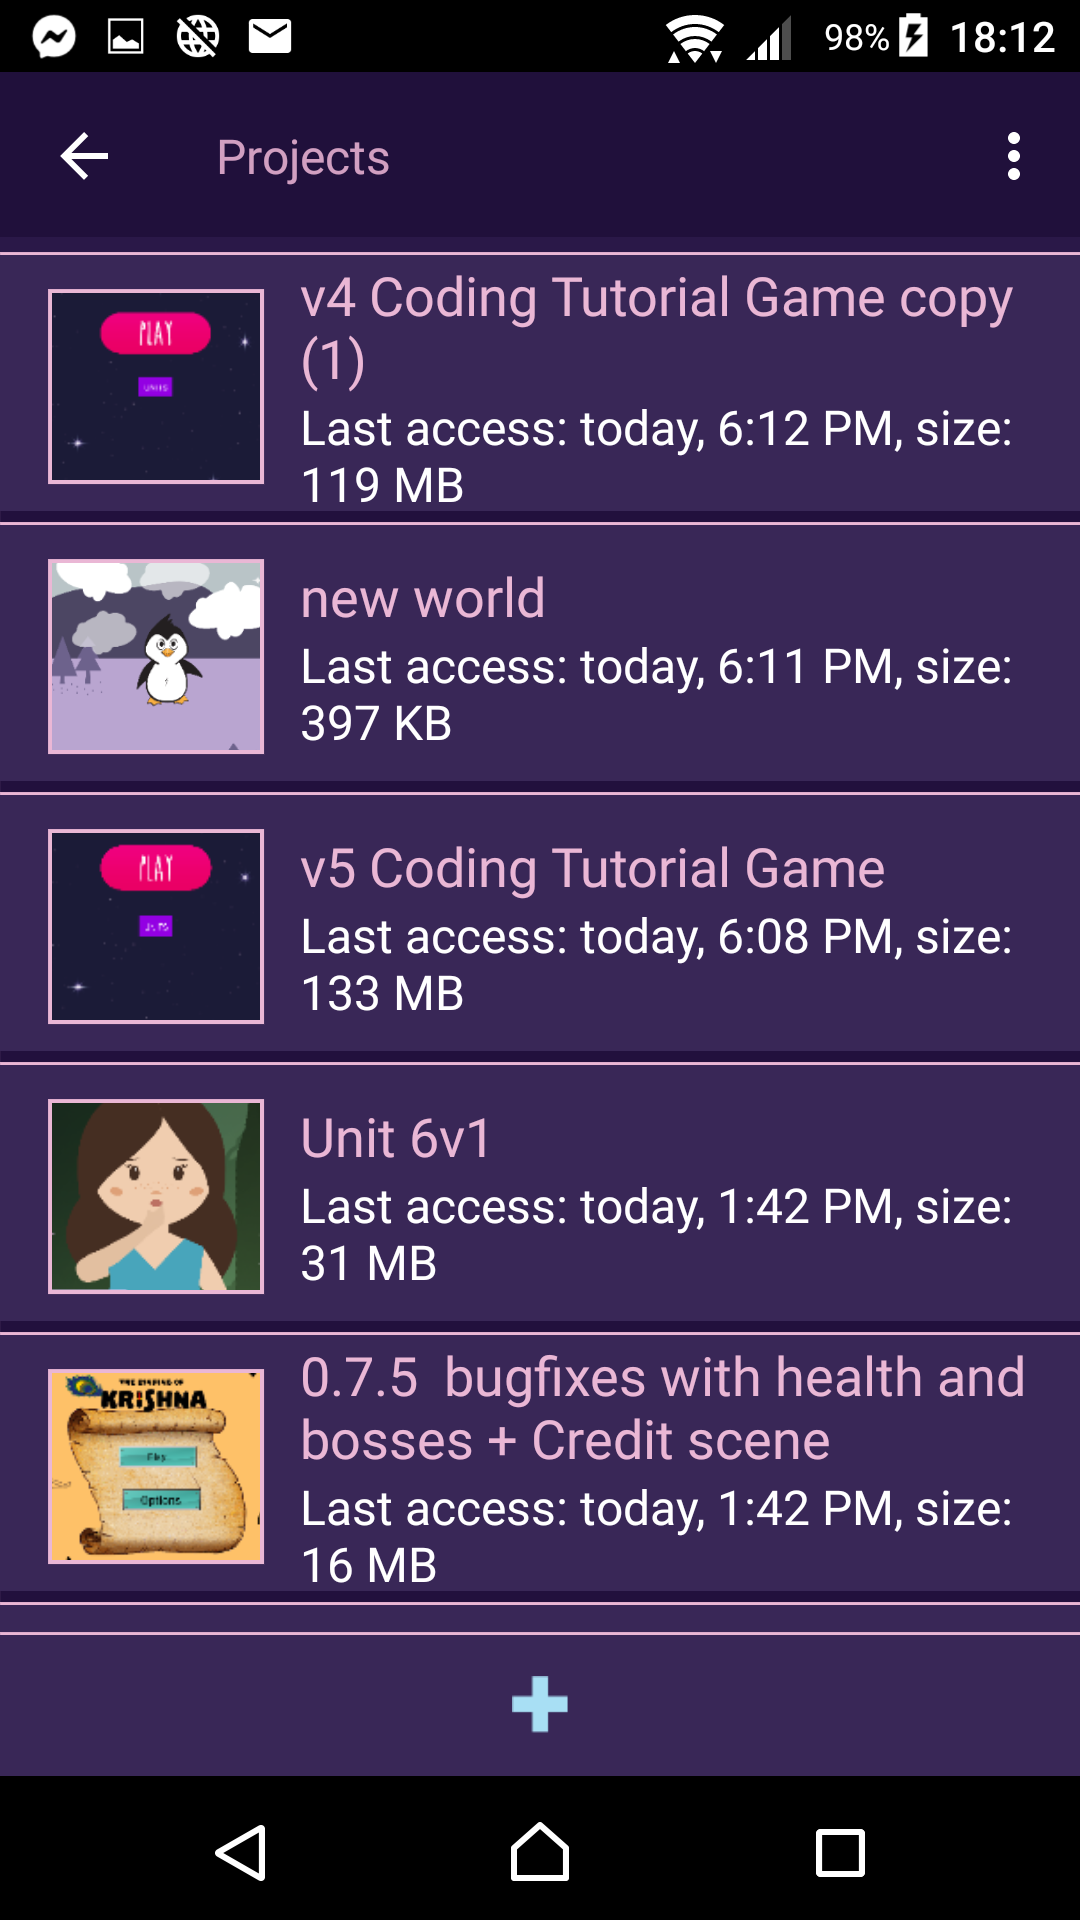 98% 18:12
Projects
PLAY
UNITS
v4 Coding Tutorial Game copy
(1)
Last access: today, 6:12 PM, size:
119 MB
new world
Last access: today, 6:11 PM, size:
397 KB
PLAY
v5 Coding Tutorial Game
Last access: today, 6:08 PM, size:
133 MB
Unit 6v1
Last access: today, 1:42 PM, size:
31 MB
THE BINDING OF
KRISHNA
Play
Options
0.7.5  bugfixes with health and
bosses + Credit scene
Last access: today, 1:42 PM, size:
16 MB